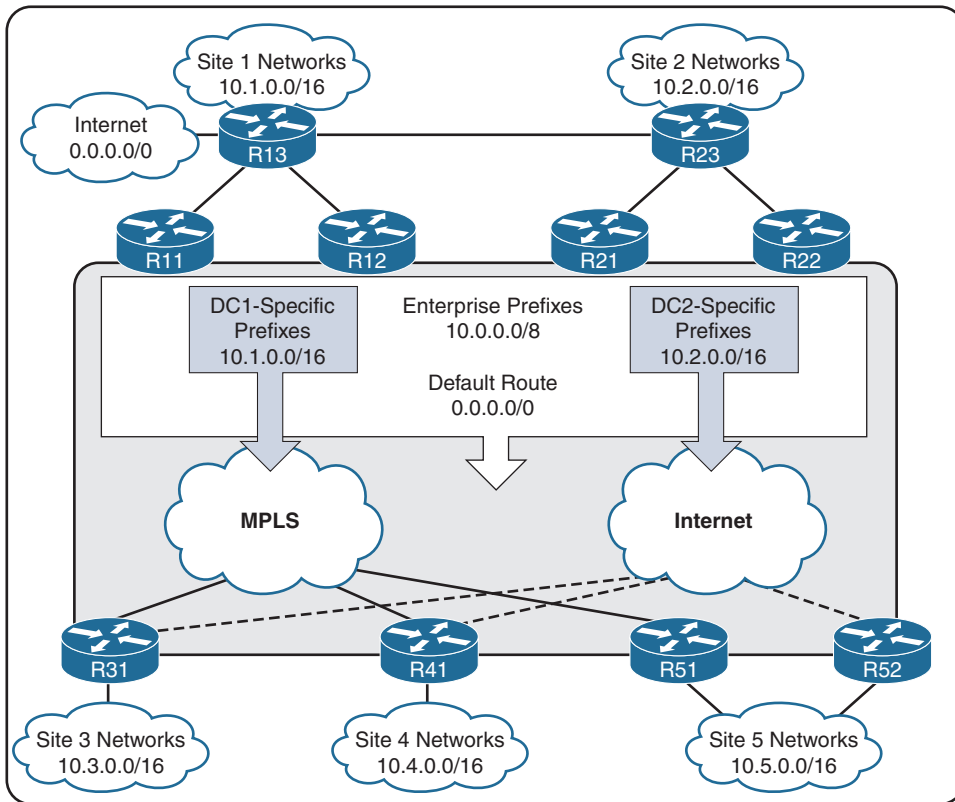 Site 1 Networks
10.1.0.0/16
Site 2 Networks
10.2.0.0/16
Internet
0.0.0.0/0
R13
R23
R11
R12
R21
R22
DC1-Specific
Prefixes
10.1.0.0/16
Enterprise Prefixes
10.0.0.0/8
Default Route
0.0.0.0/0
DC2-Specific
Prefixes
10.2.0.0/16
MPLS
Internet
R31
R41
R51
R52
Site 3 Networks
10.3.0.0/16
Site 4 Networks
10.4.0.0/16
Site 5 Networks
10.5.0.0/16